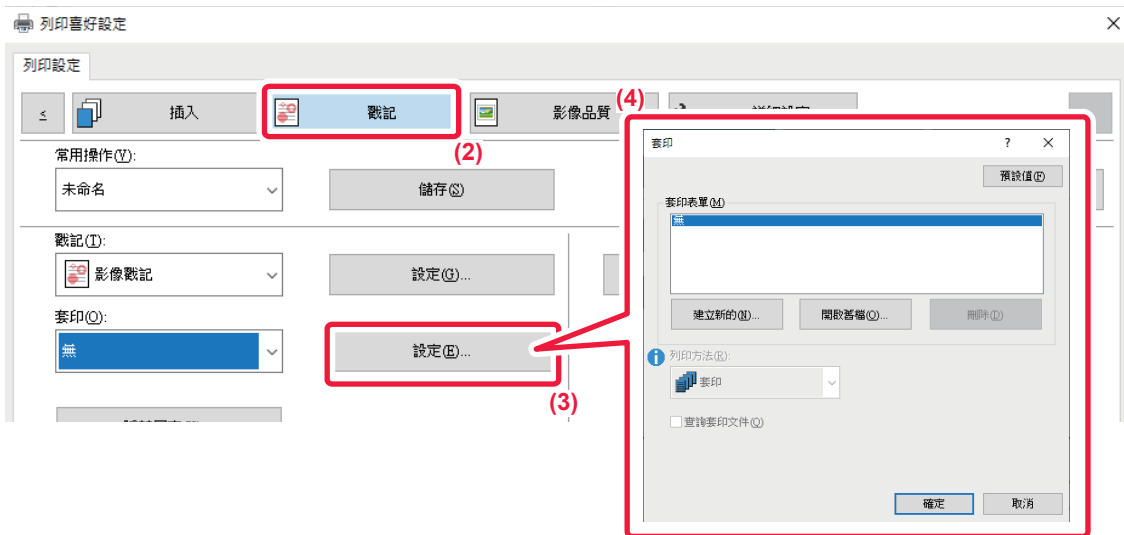 列印喜好設定
列印設定
≤ 插入 戳記 影像品質
(2)
常用操作(V):
未命名 儲存(S)
戳記(T):
影像戳記 設定(G)...
套印(O):
無 設定(E)...
(3)
(4)
套印 ?
預設值(F)
套印表單(M)
無
建立新的(N)... 開啟舊檔(O)... 刪除(D)
列印方法(R):
套印
查詢套印文件(Q)
確定 取消